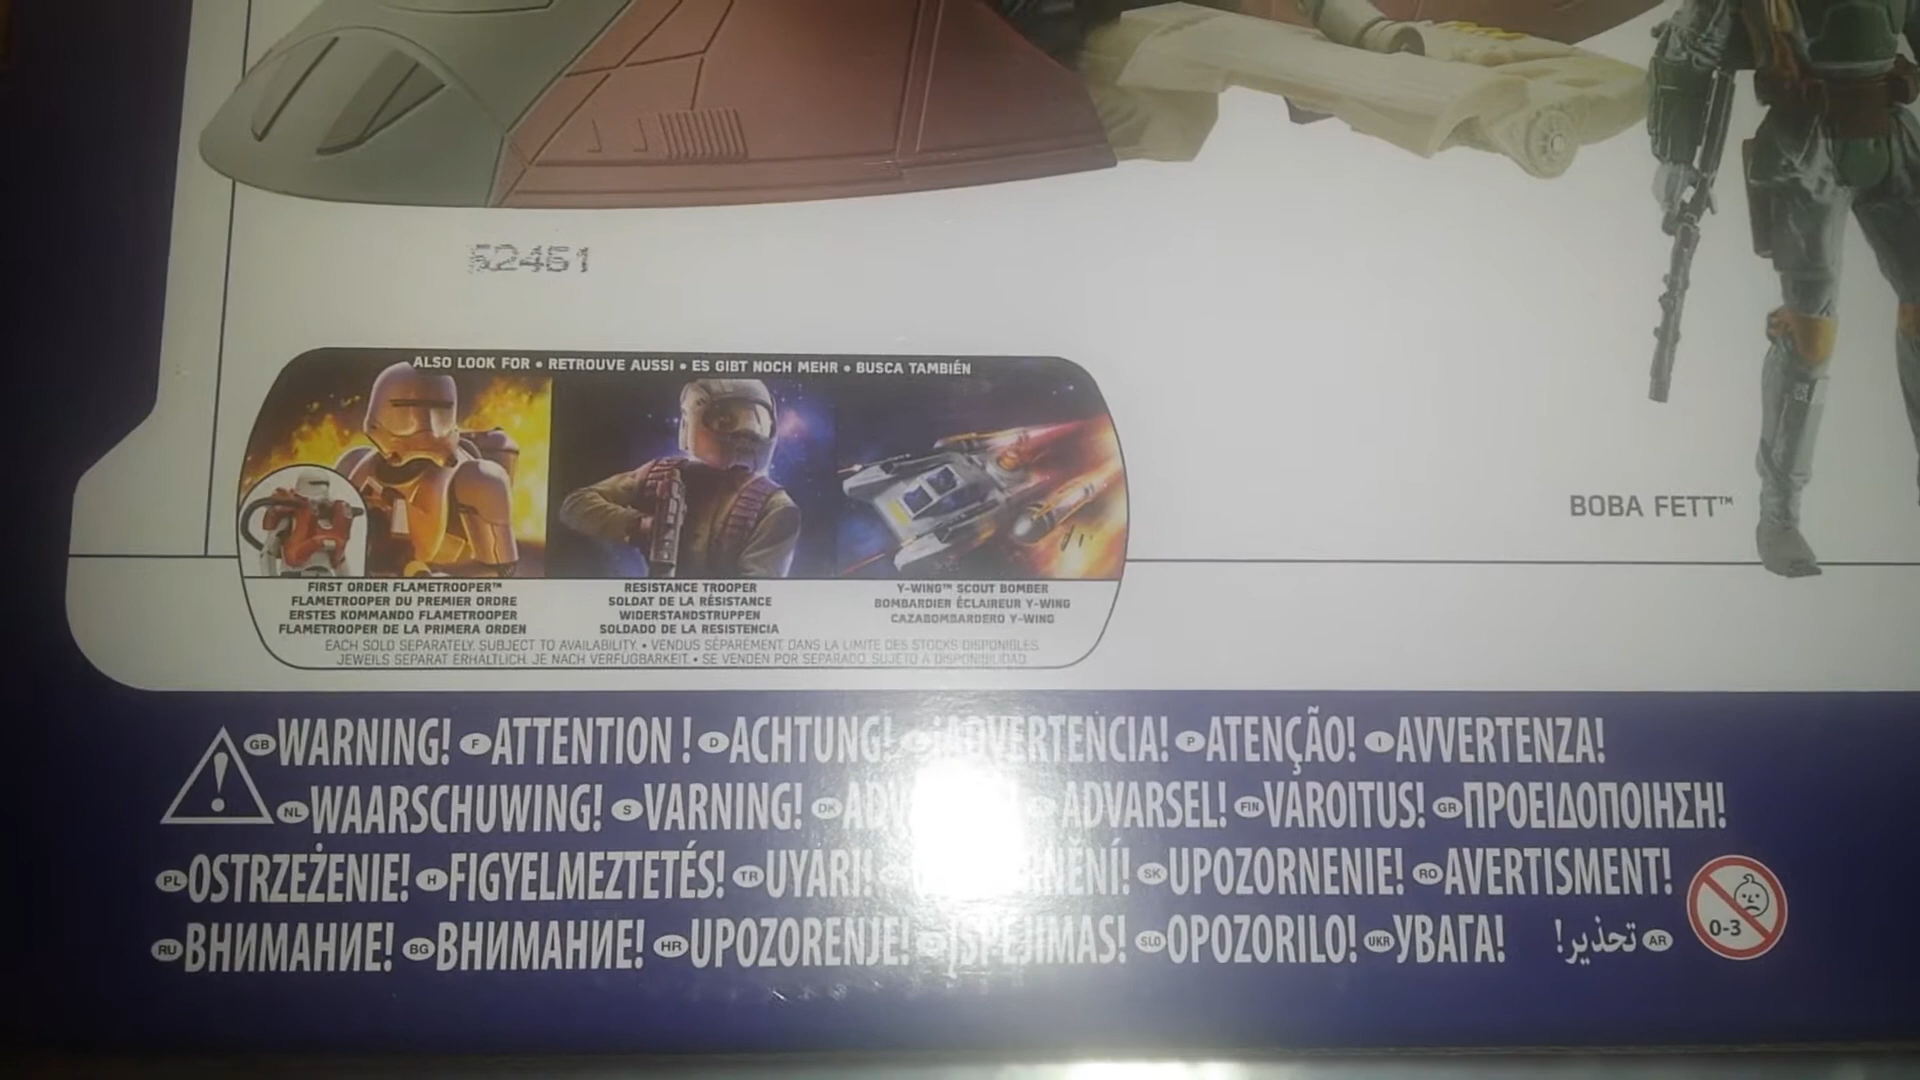 52461
ALSO LOOK FOR • RETROUVE AUSSI • ES GIBT NOCH MEHR • BUSCA TAMBIÉN
BOBA FETT™
FIRST ORDER FLAMETROOPER™
FLAMETROOPER DU PREMIER ORDRE
ERSTES KOMMANDO FLAMETROOPER
FLAMETROOPER DE LA PRIMERA ORDEN
RESISTANCE TROOPER
SOLDAT DE LA RÉSISTANCE
WIDERSTANDSTRUPPEN
SOLDADO DE LA RESISTENCIA
Y-WING™ SCOUT BOMBER
BOMBARDIER ÉCLAIREUR Y-WING
CAZABOMBARDERO Y-WING
EACH SOLD SEPARATELY. SUBJECT TO AVAILABILITY. • VENDUS SÉPARÉMENT DANS LA LIMITE DES STOCKS DISPONIBLES.
JEWEILS SEPARAT ERHÄLTLICH. JE NACH VERFÜGBARKEIT. • SE VENDEN POR SEPARADO. SUJETO A DISPONIBILIDAD.
GB WARNING! F ATTENTION ! D ACHTUNG! ¡ADVERTENCIA! P ATENÇÃO! I AVVERTENZA!
NL WAARSCHUWING! S VARNING! DK ADVARSEL! FIN VAROITUS! GR ΠΡΟΕΙΔΟΠΟΙΗΣΗ!
PL OSTRZEŻENIE! H FIGYELMEZTETÉS! TR UYARI! SK UPOZORNENIE! RO AVERTISMENT!
RU ВНИМАНИЕ! BG ВНИМАНИЕ! HR UPOZORENJE! ĮSPĖJIMAS! SLO OPOZORILO! UKR УВАГА! تحذير! AR
0-3